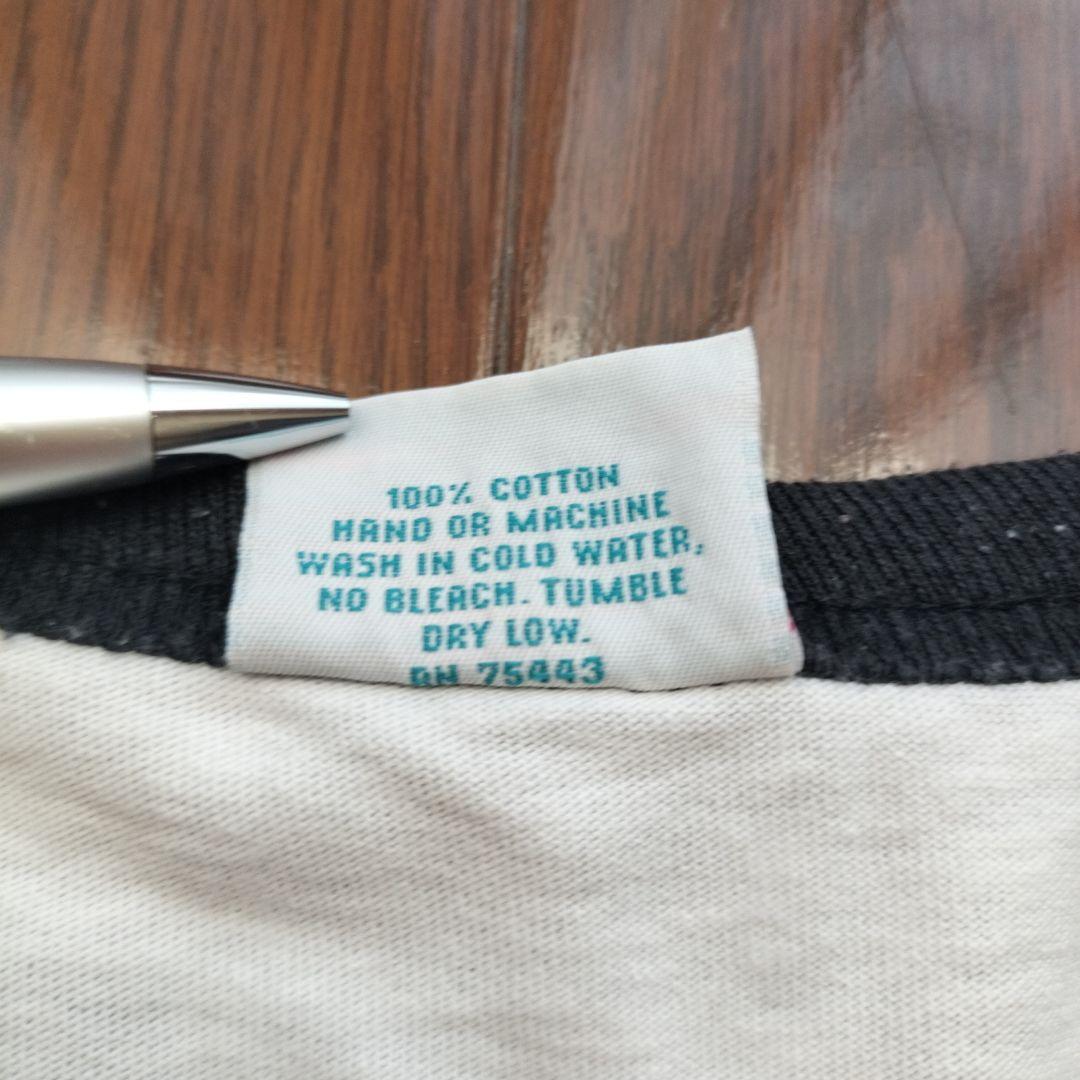 100% COTTON
HAND OR MACHINE
WASH IN COLD WATER,
NO BLEACH. TUMBLE
DRY LOW.
RN 75443